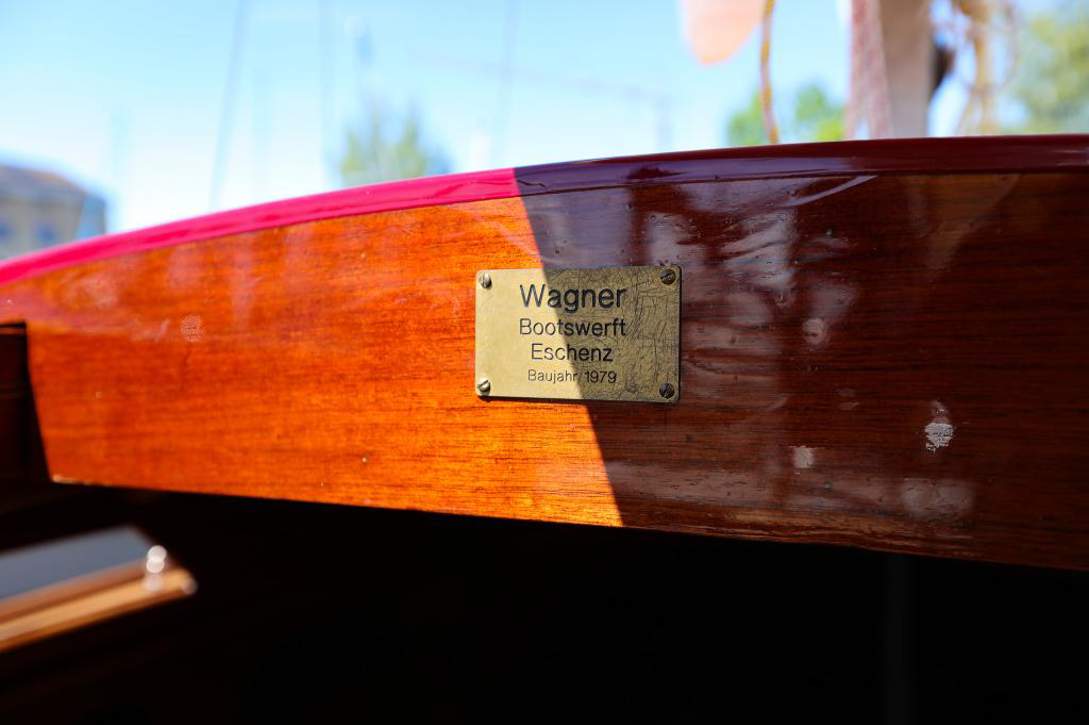 Wagner
Bootswerft
Eschenz
Baujahr 1979